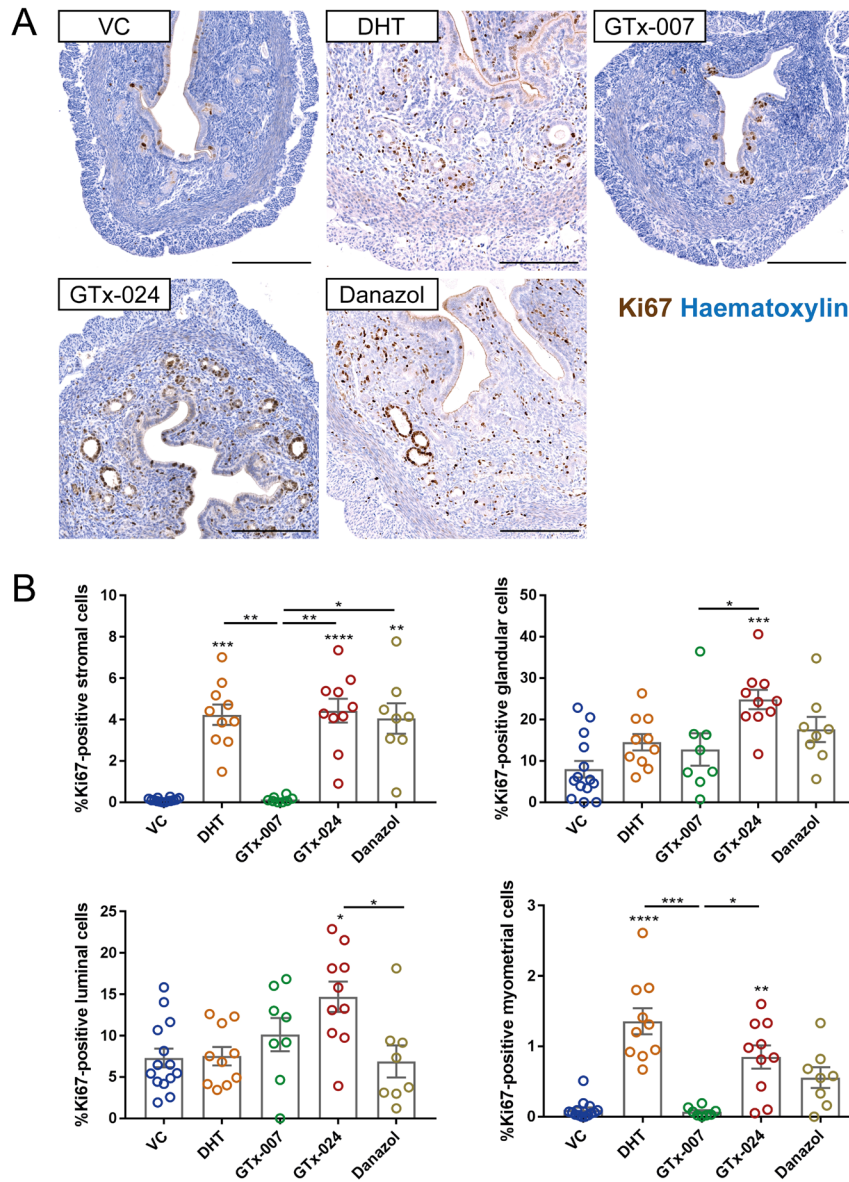 A
VC
DHT
GTx-007
GTx-024
Danazol
Ki67 Haematoxylin
B
%Ki67-positive stromal cells
10
8
6
4
2
0
***
**
**
*
****
**
VC
DHT
GTx-007
GTx-024
Danazol
%Ki67-positive glandular cells
50
40
30
20
10
0
*
***
VC
DHT
GTx-007
GTx-024
Danazol
%Ki67-positive luminal cells
25
20
15
10
5
0
*
*
VC
DHT
GTx-007
GTx-024
Danazol
%Ki67-positive myometrial cells
3
2
1
0
****
***
*
**
VC
DHT
GTx-007
GTx-024
Danazol